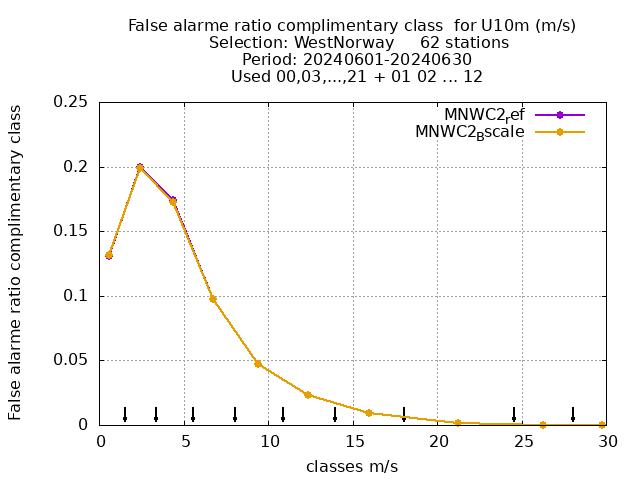 False alarme ratio complimentary class  for U10m (m/s)
Selection: WestNorway     62 stations
Period: 20240601-20240630
Used 00,03,...,21 + 01 02 ... 12
False alarme ratio complimentary class
MNWC2ref
MNWC2Bscale
0.25
0.2
0.15
0.1
0.05
0
0 5 10 15 20 25 30
classes m/s